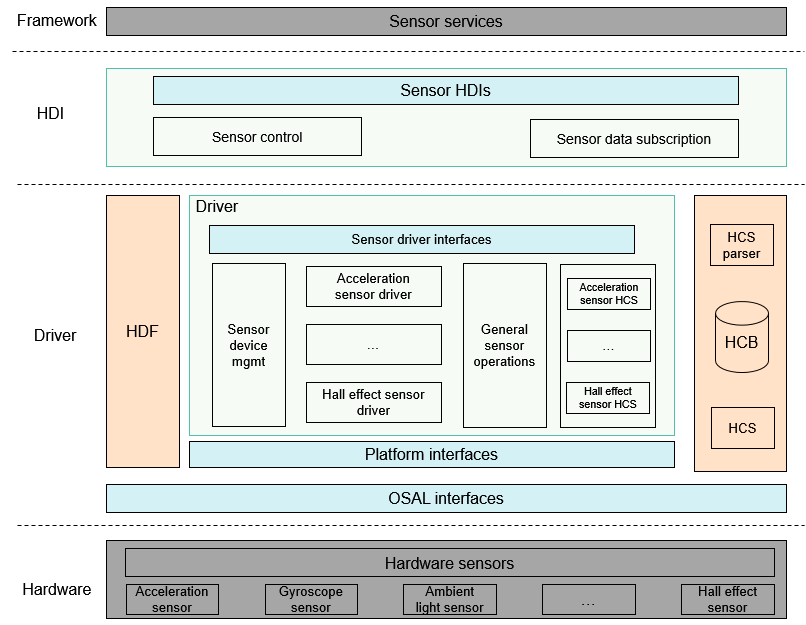 Framework
Sensor services
HDI
Sensor HDIs
Sensor control
Sensor data subscription
Driver
HDF
Driver
Sensor driver interfaces
Sensor
device
mgmt
Acceleration
sensor driver
...
Hall effect sensor
driver
General
sensor
operations
Acceleration
sensor HCS
...
Hall effect
sensor HCS
HCS
parser
HCB
HCS
Platform interfaces
OSAL interfaces
Hardware
Hardware sensors
Acceleration
sensor
Gyroscope
sensor
Ambient
light sensor
...
Hall effect
sensor